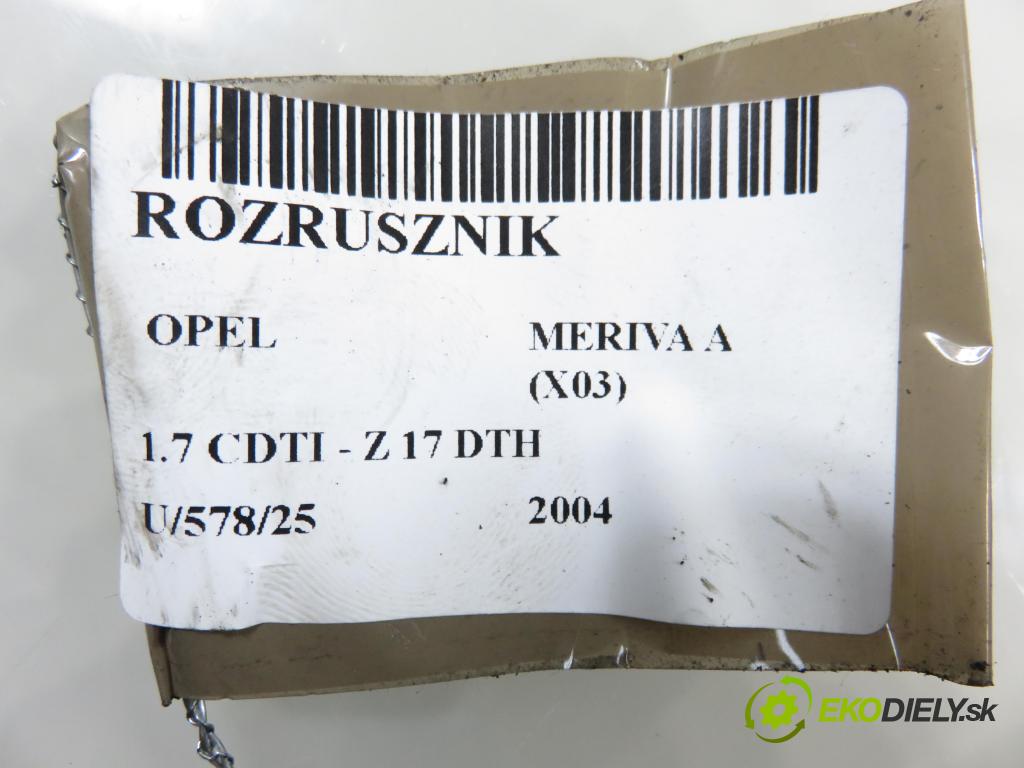 ROZRUSZNIK
OPEL MERIVA A
(X03)
1.7 CDTI - Z 17 DTH
U/578/25 2004
EKODIELY.sk